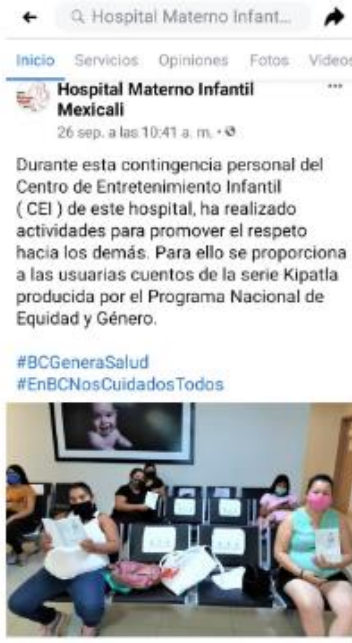 Hospital Materno Infant...
Inicio Servicios Opiniones Fotos Videos
Hospital Materno Infantil
Mexicali
26 sep. a las 10:41 a. m. ·
Durante esta contingencia personal del
Centro de Entretenimiento Infantil
( CEI ) de este hospital, ha realizado
actividades para promover el respeto
hacia los demás. Para ello se proporciona
a las usuarias cuentos de la serie Kipatla
producida por el Programa Nacional de
Equidad y Género.
#BCGeneraSalud
#EnBCNosCuidadosTodos